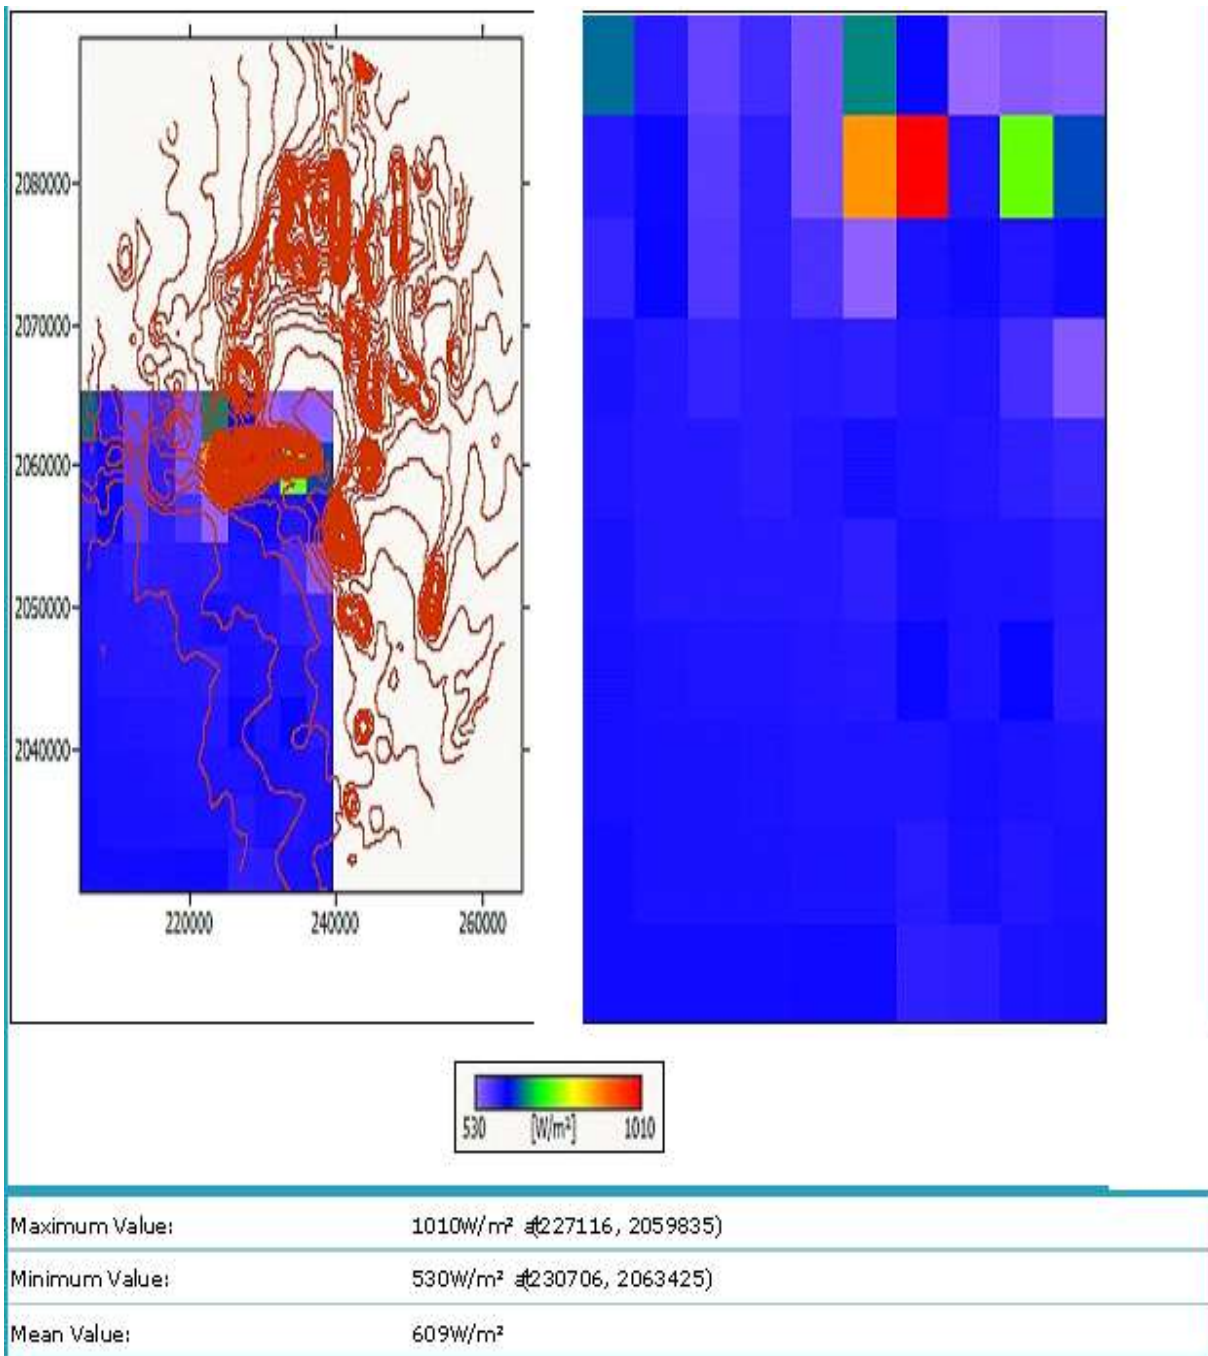 2080000
2070000
2060000
2050000
2040000
220000 240000 260000
530 [W/m²] 1010
Maximum Value: 1010W/m² at(227116, 2059835)
Minimum Value: 530W/m² at(230706, 2063425)
Mean Value: 609W/m²